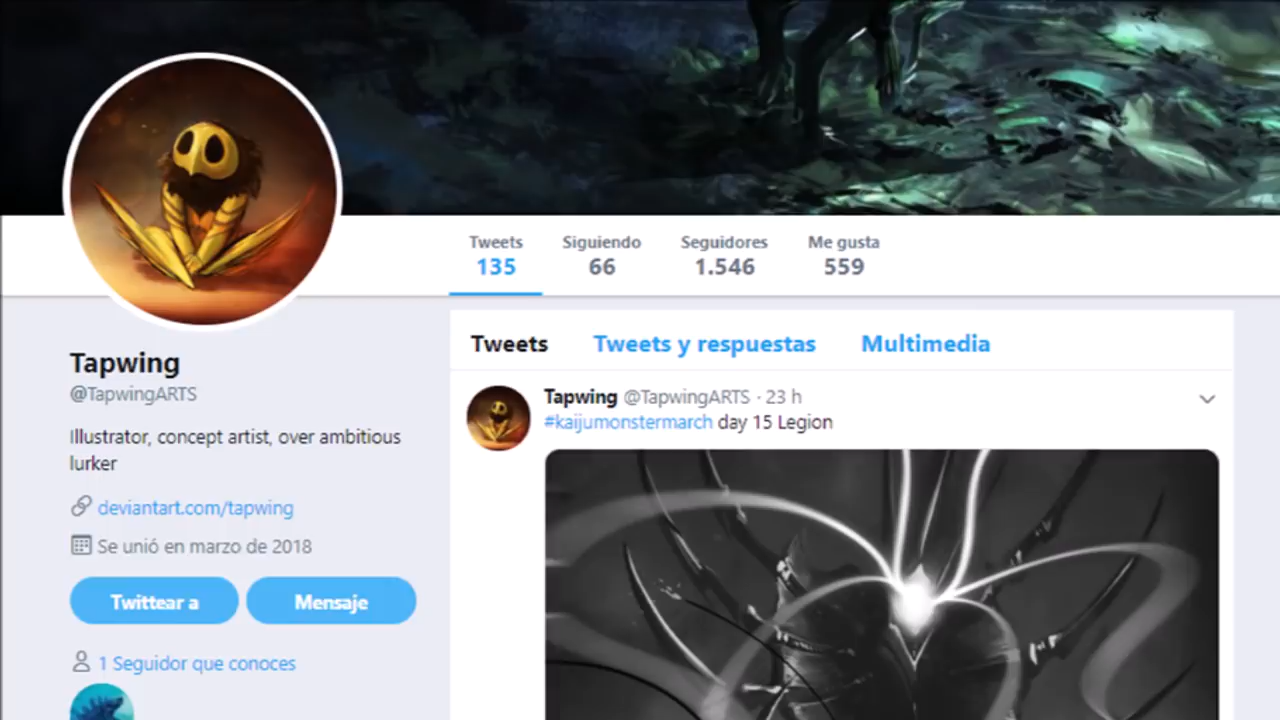 Tweets Siguiendo Seguidores Me gusta
135 66 1.546 559
Tapwing
@TapwingARTS
Illustrator, concept artist, over ambitious
lurker
deviantart.com/tapwing
Se unió en marzo de 2018
Twittear a Mensaje
1 Seguidor que conoces
Tweets Tweets y respuestas Multimedia
Tapwing @TapwingARTS · 23 h
#kaijumonstermarch day 15 Legion